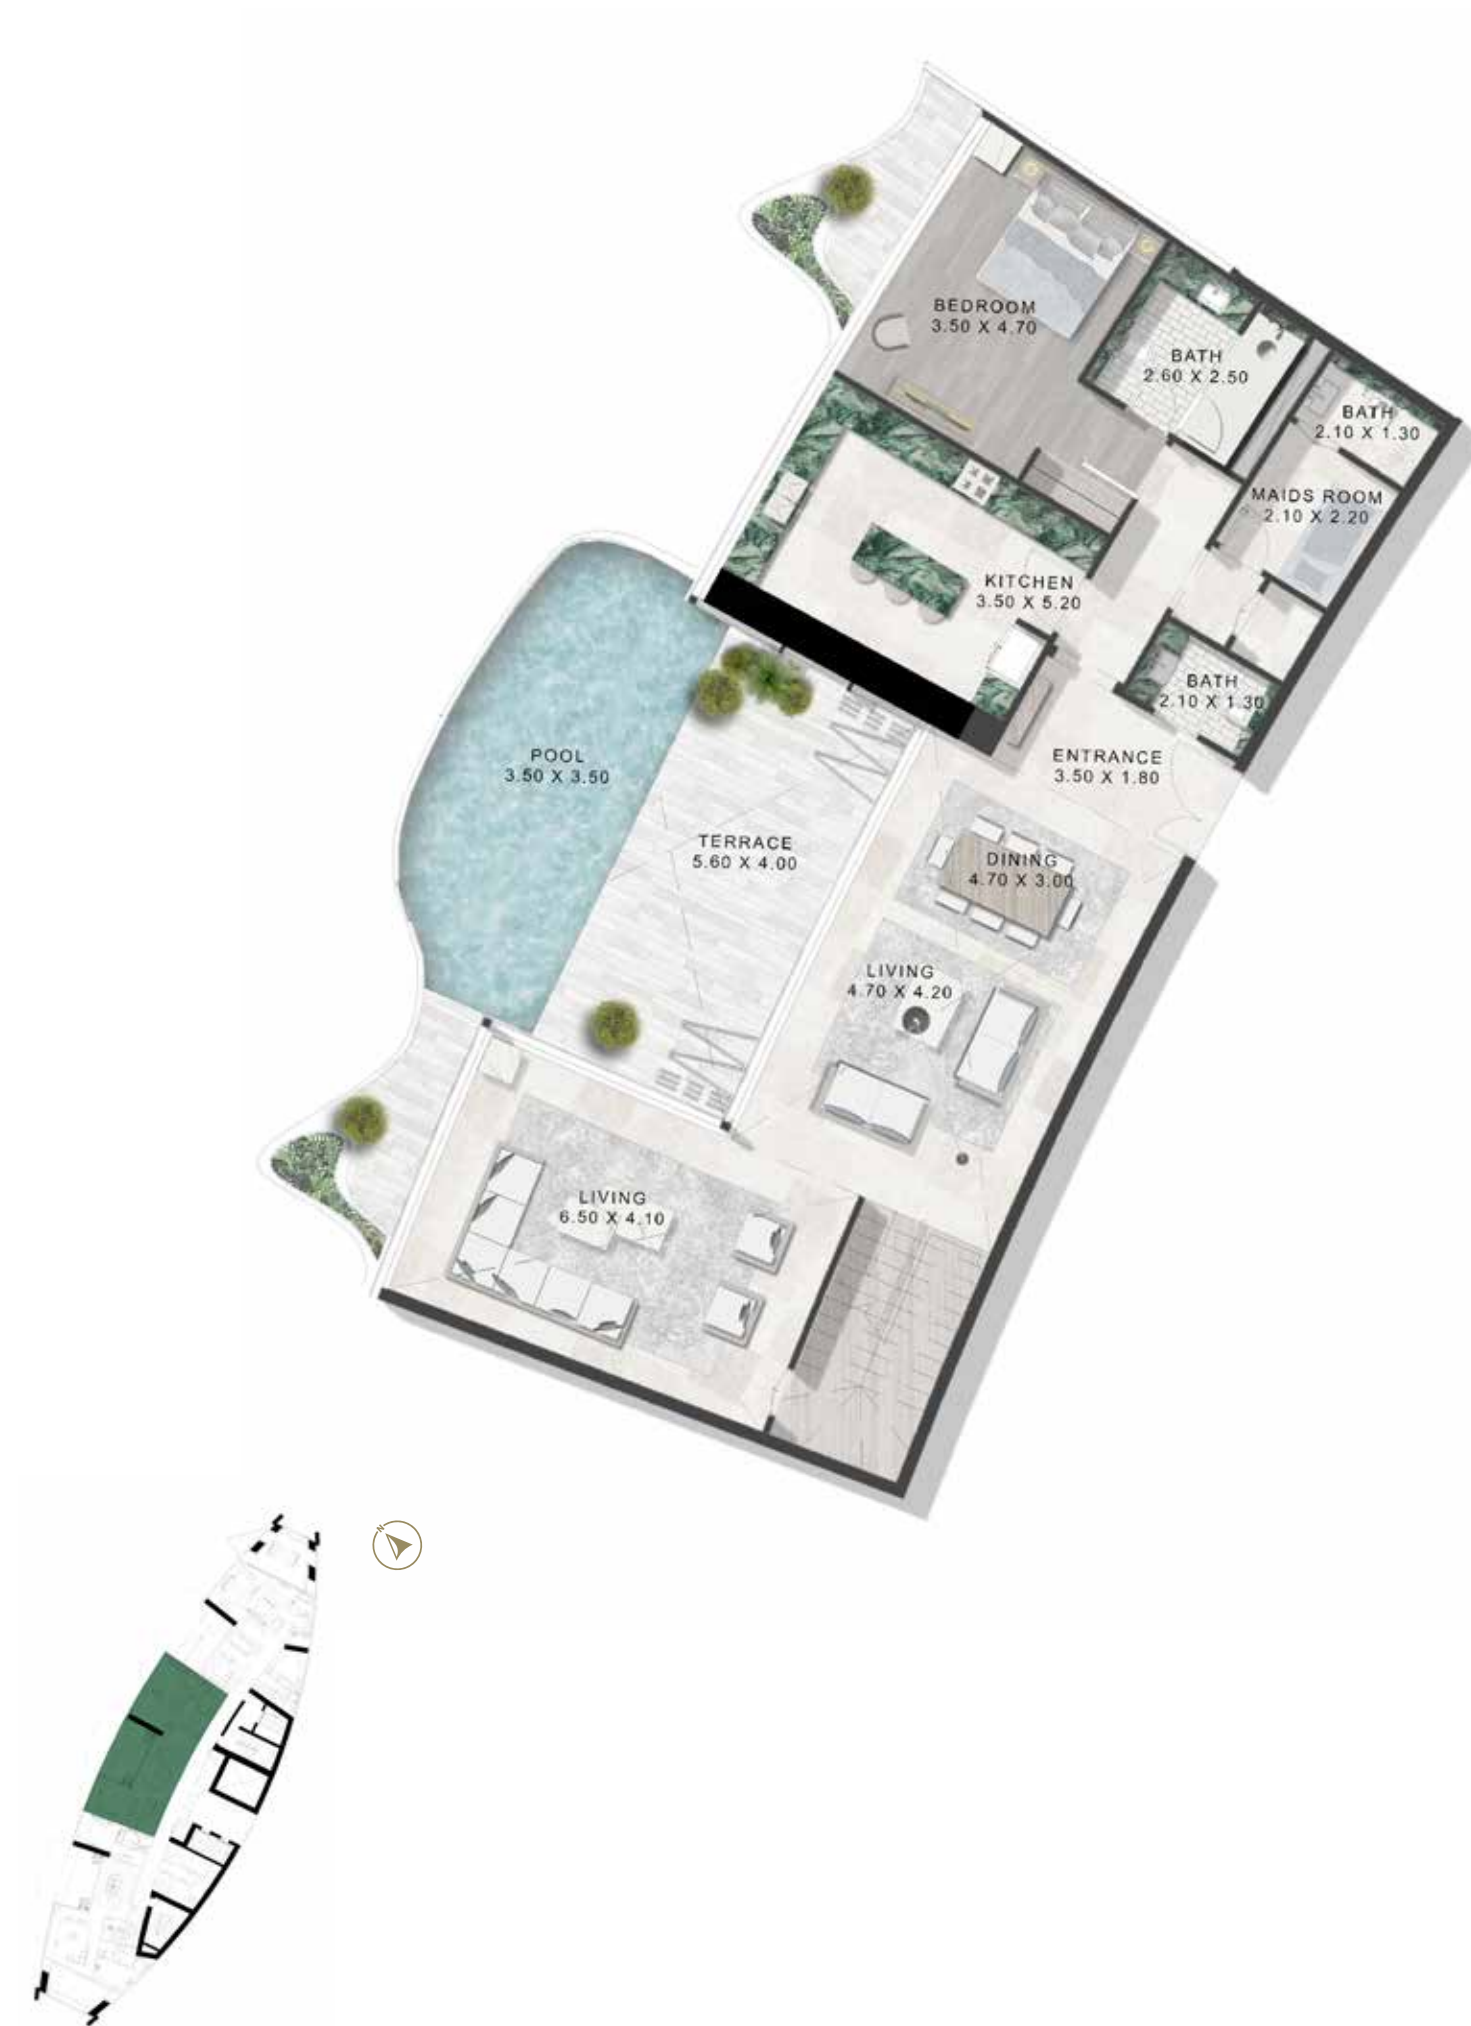 BEDROOM
3.50 X 4.70
BATH
2.60 X 2.50
BATH
2.10 X 1.30
MAIDS ROOM
2.10 X 2.20
KITCHEN
3.50 X 5.20
BATH
2.10 X 1.30
POOL
3.50 X 3.50
ENTRANCE
3.50 X 1.80
TERRACE
5.60 X 4.00
DINING
4.70 X 3.00
LIVING
4.70 X 4.20
LIVING
6.50 X 4.10
N